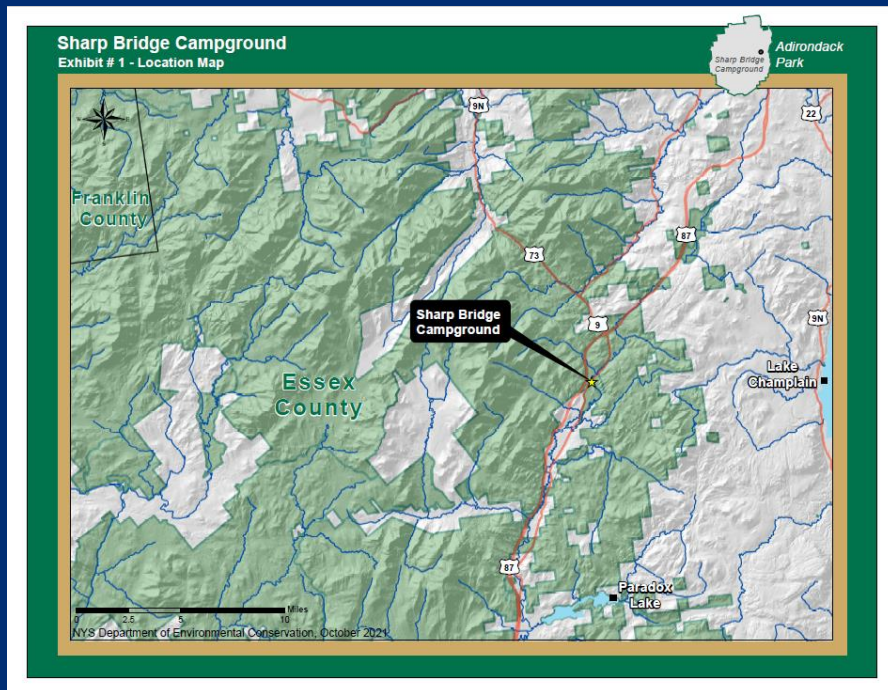 Sharp Bridge Campground
Exhibit # 1 - Location Map
Sharp Bridge
Campground
Adirondack
Park
9N
22
Franklin
County
87
73
Sharp Bridge
Campground
9
9N
Lake
Champlain
Essex
County
87
Paradox
Lake
Miles
0 2.5 5 10
NYS Department of Environmental Conservation, October 2021